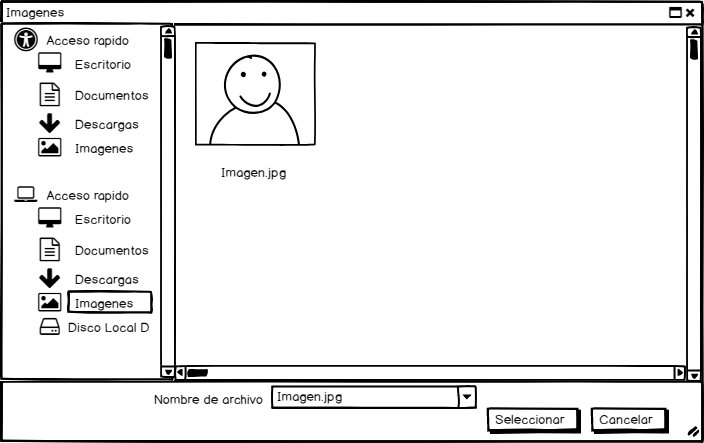 Imagenes
Acceso rapido
Escritorio
Documentos
Descargas
Imagenes
Acceso rapido
Escritorio
Documentos
Descargas
Imagenes
Disco Local D
Imagen.jpg
Nombre de archivo
Imagen.jpg
Seleccionar
Cancelar